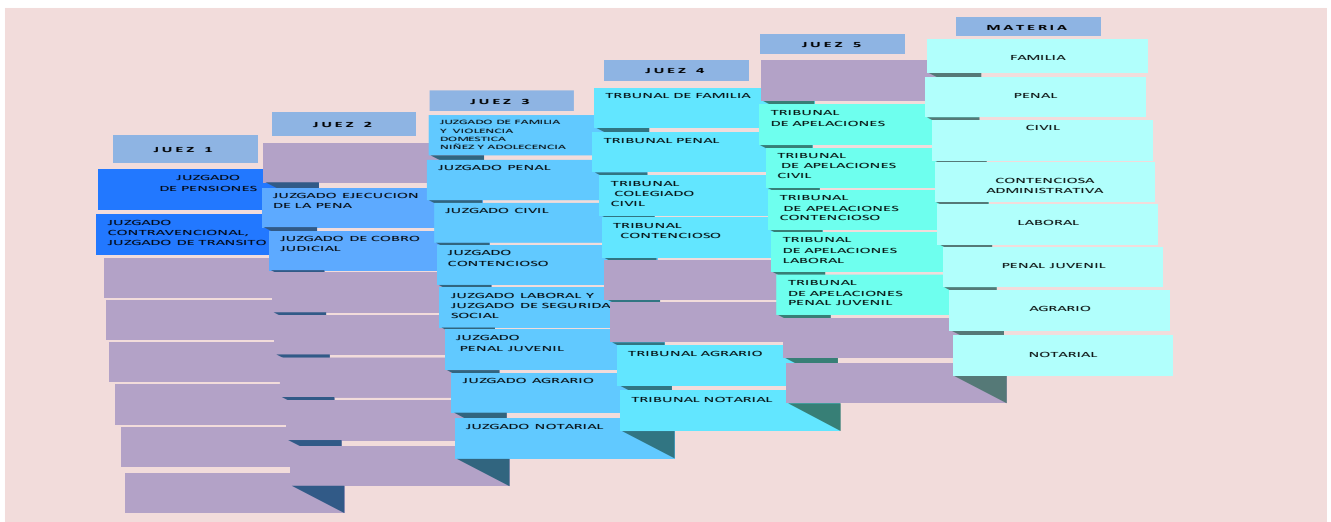 JUEZ 1
JUZGADO
DE PENSIONES
JUZGADO
CONTRAVENCIONAL,
JUZGADO DE TRANSITO
JUEZ 2
JUZGADO EJECUCION
DE LA PENA
JUZGADO DE COBRO
JUDICIAL
JUEZ 3
JUZGADO DE FAMILIA
Y VIOLENCIA
DOMESTICA
NIÑEZ Y ADOLECENCIA
JUZGADO PENAL
JUZGADO CIVIL
JUZGADO
CONTENCIOSO
JUZGADO LABORAL Y
JUZGADO DE SEGURIDA
SOCIAL
JUZGADO
PENAL JUVENIL
JUZGADO AGRARIO
JUZGADO NOTARIAL
JUEZ 4
TRBUNAL DE FAMILIA
TRIBUNAL PENAL
TRIBUNAL
COLEGIADO
CIVIL
TRIBUNAL
CONTENCIOSO
TRIBUNAL AGRARIO
TRIBUNAL NOTARIAL
JUEZ 5
TRIBUNAL
DE APELACIONES
TRIBUNAL
DE APELACIONES
CIVIL
TRIBUNAL
DE APELACIONES
CONTENCIOSO
TRIBUNAL
DE APELACIONES
LABORAL
TRIBUNAL
DE APELACIONES
PENAL JUVENIL
MATERIA
FAMILIA
PENAL
CIVIL
CONTENCIOSA
ADMINISTRATIVA
LABORAL
PENAL JUVENIL
AGRARIO
NOTARIAL